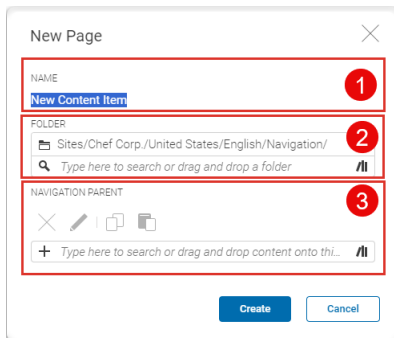 New Page
NAME
1
New Content Item
FOLDER
2
Sites/Chef Corp./United States/English/Navigation/
Type here to search or drag and drop a folder
NAVIGATION PARENT
3
Type here to search or drag and drop content onto thi...
Create Cancel